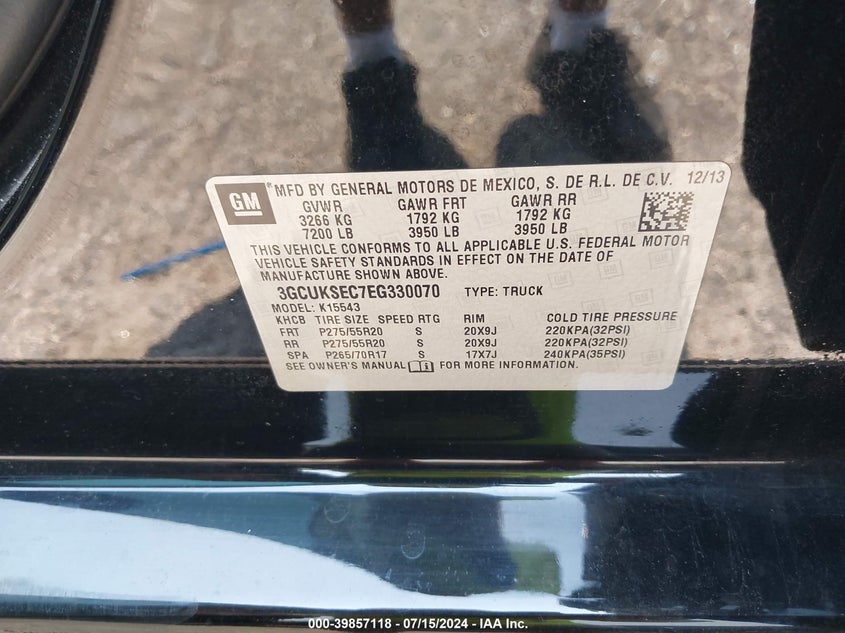 GM ® MFD BY GENERAL MOTORS DE MEXICO, S. DE R.L. DE C.V. 12/13
GVWR GAWR FRT GAWR RR
3266 KG 1792 KG 1792 KG
7200 LB 3950 LB 3950 LB
THIS VEHICLE CONFORMS TO ALL APPLICABLE U.S. FEDERAL MOTOR
VEHICLE SAFETY STANDARDS IN EFFECT ON THE DATE OF
MANUFACTURE SHOWN ABOVE.
3GCUKSEC7EG330070 TYPE: TRUCK
MODEL: K15543
KHCB TIRE SIZE SPEED RTG RIM COLD TIRE PRESSURE
FRT P275/55R20 S 20X9J 220KPA(32PSI)
RR P275/55R20 S 20X9J 220KPA(32PSI)
SPA P265/70R17 S 17X7J 240KPA(35PSI)
SEE OWNER'S MANUAL FOR MORE INFORMATION.
000-39857118 - 07/15/2024 - IAA Inc.